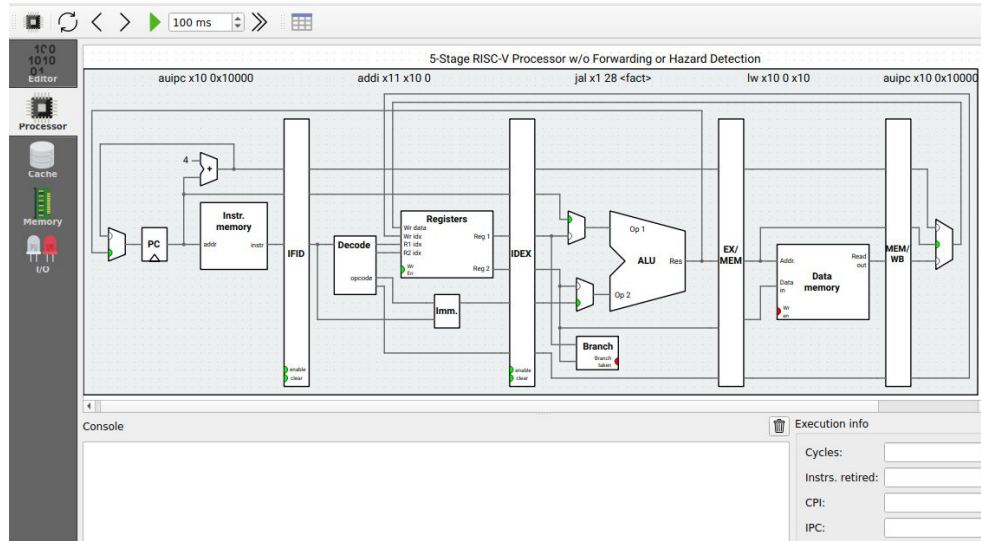 100 ms
100
1010
01
Editor
Processor
Cache
Memory
I/O
5-Stage RISC-V Processor w/o Forwarding or Hazard Detection
auipc x10 0x10000
addi x11 x10 0
jal x1 28 <fact>
lw x10 0 x10
auipc x10 0x10000
4
+
PC
Instr.
memory
addr
instr
IFID
enable
clear
Decode
opcode
Registers
Wr data
Wr idx
R1 idx
R2 idx
Wr
En
Reg 1
Reg 2
Imm.
IDEX
enable
clear
Op 1
ALU
Res
Op 2
Branch
Branch
taken
EX/
MEM
Addr.
Read
out
Data
in
Data
memory
Wr
en
MEM/
WB
Console
Execution info
Cycles:
Instrs. retired:
CPI:
IPC: